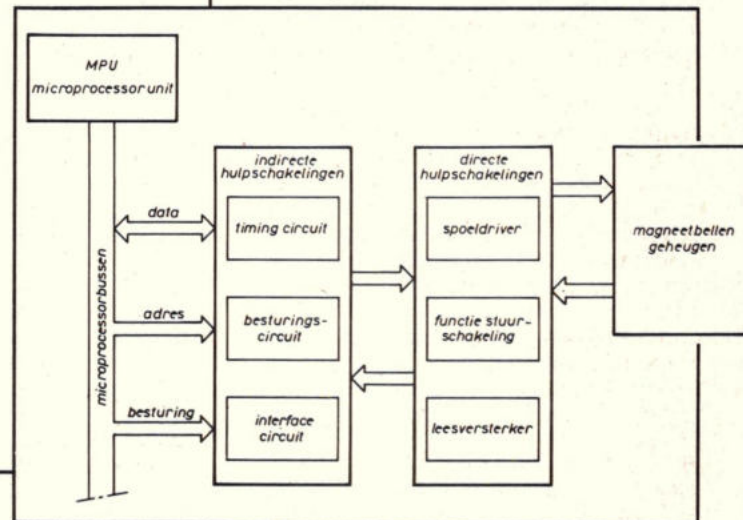 MPU
microprocessor unit
microprocessorbussen
data
adres
besturing
indirecte
hulpschakelingen
timing circuit
besturings-
circuit
interface
circuit
directe
hulpschakelingen
spoeldriver
functie stuur-
schakeling
leesversterker
magneetbellen
geheugen